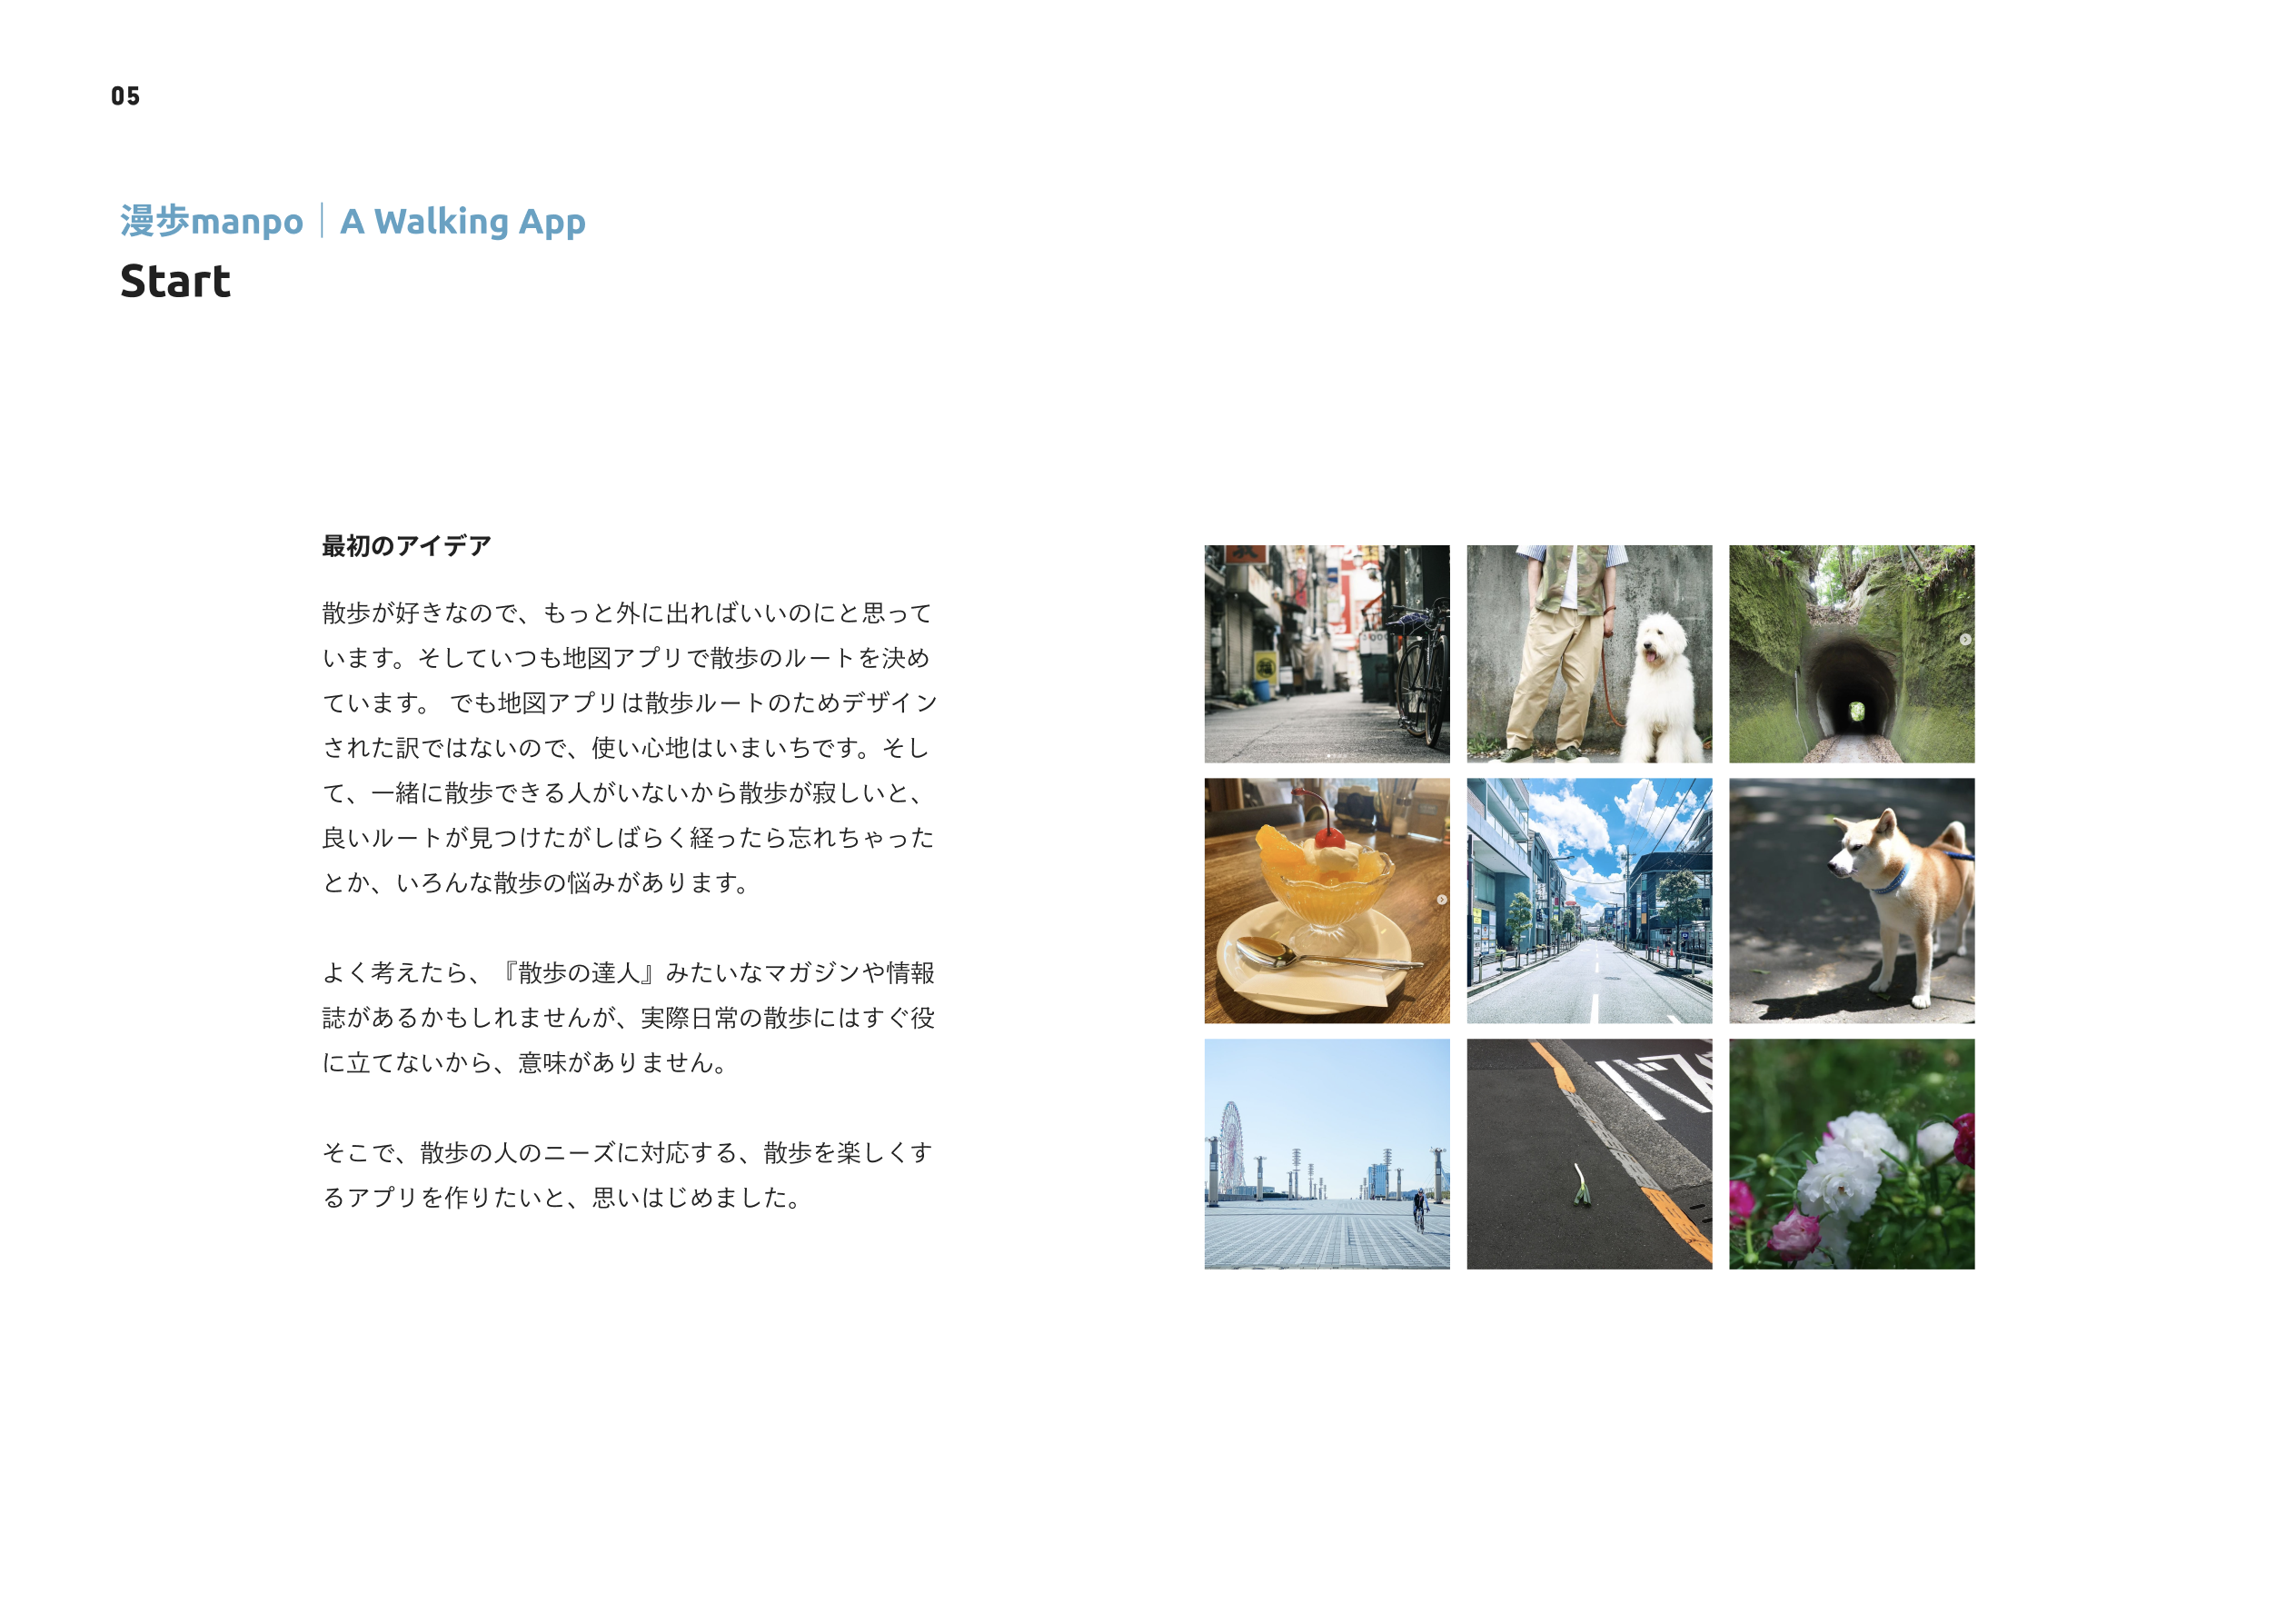 05
漫歩manpo｜A Walking App
Start
最初のアイデア
散歩が好きなので、もっと外に出ればいいのにと思って
います。そしていつも地図アプリで散歩のルートを決め
ています。 でも地図アプリは散歩ルートのためデザイン
された訳ではないので、使い心地はいまいちです。そし
て、一緒に散歩できる人がいないから散歩が寂しいと、
良いルートが見つけたがしばらく経ったら忘れちゃった
とか、いろんな散歩の悩みがあります。
よく考えたら、『散歩の達人』みたいなマガジンや情報
誌があるかもしれませんが、実際日常の散歩にはすぐ役
に立てないから、意味がありません。
そこで、散歩の人のニーズに対応する、散歩を楽しくす
るアプリを作りたいと、思いはじめました。